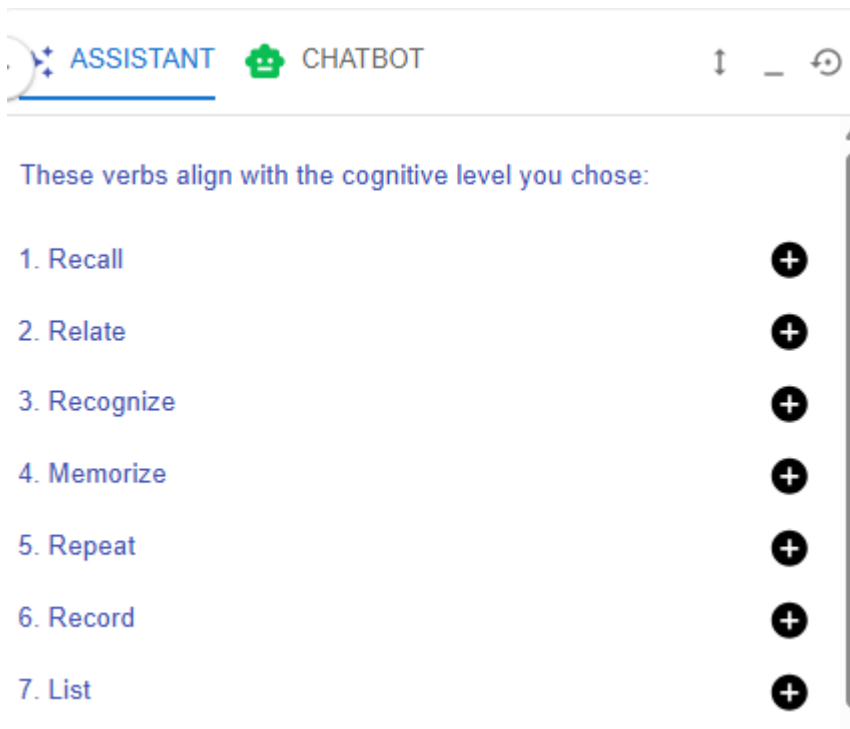 ASSISTANT CHATBOT
These verbs align with the cognitive level you chose:
1. Recall
2. Relate
3. Recognize
4. Memorize
5. Repeat
6. Record
7. List